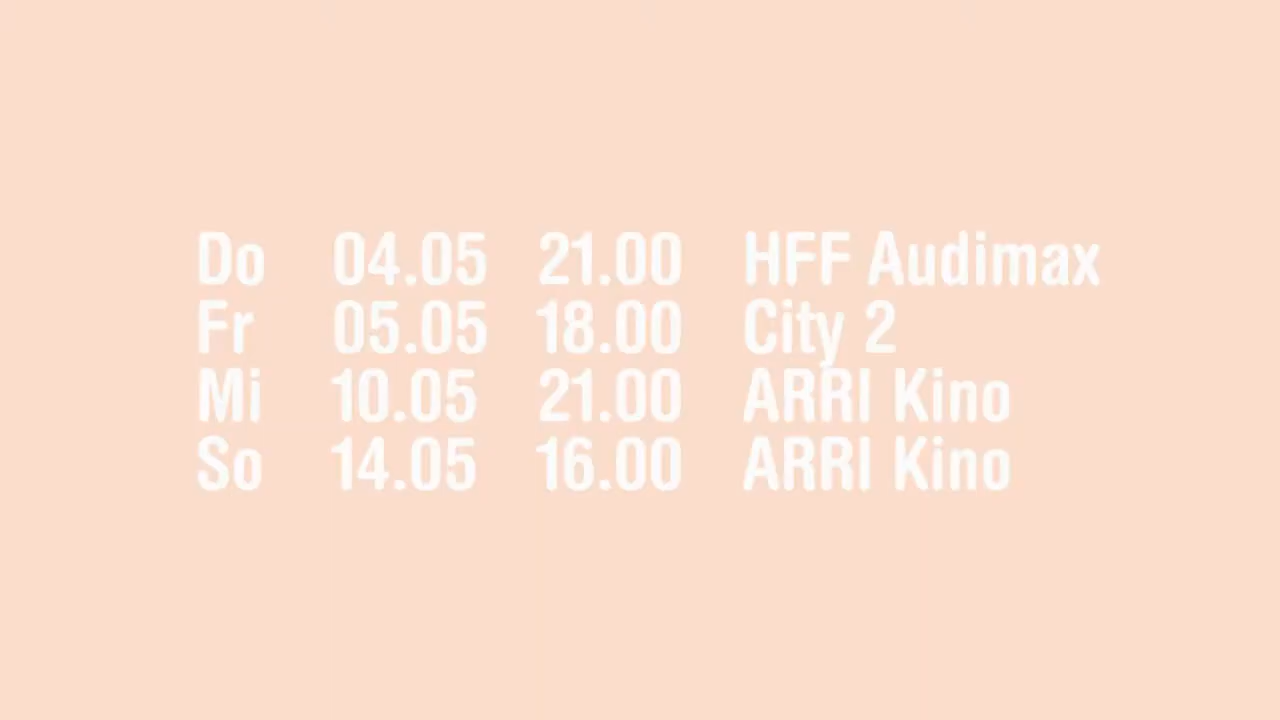 Do 04.05 21.00 HFF Audimax
Fr 05.05 18.00 City 2
Mi 10.05 21.00 ARRI Kino
So 14.05 16.00 ARRI Kino